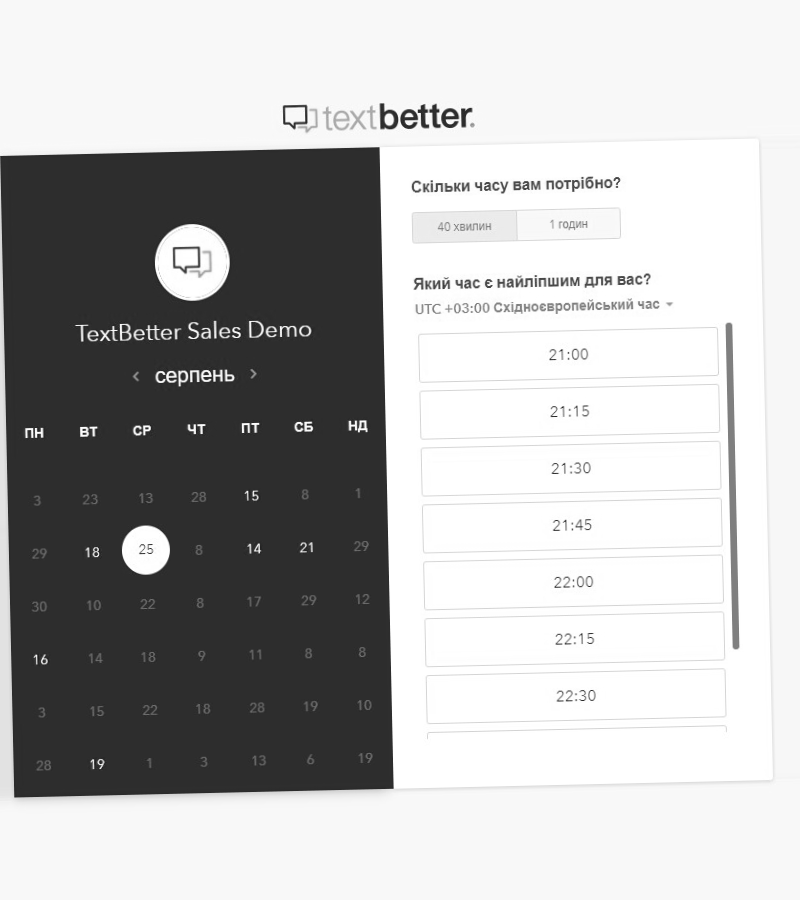 textbetter.
TextBetter Sales Demo
серпень
ПН ВТ СР ЧТ ПТ СБ НД
3 23 13 28 15 8 1
29 18 25 8 14 21 29
30 10 22 8 17 29 12
16 14 18 9 11 8 8
3 15 22 18 28 19 10
28 19 1 3 13 6 19
Скільки часу вам потрібно?
40 хвилин 1 годин
Який час є найліпшим для вас?
UTC +03:00 Східноєвропейський час
21:00
21:15
21:30
21:45
22:00
22:15
22:30